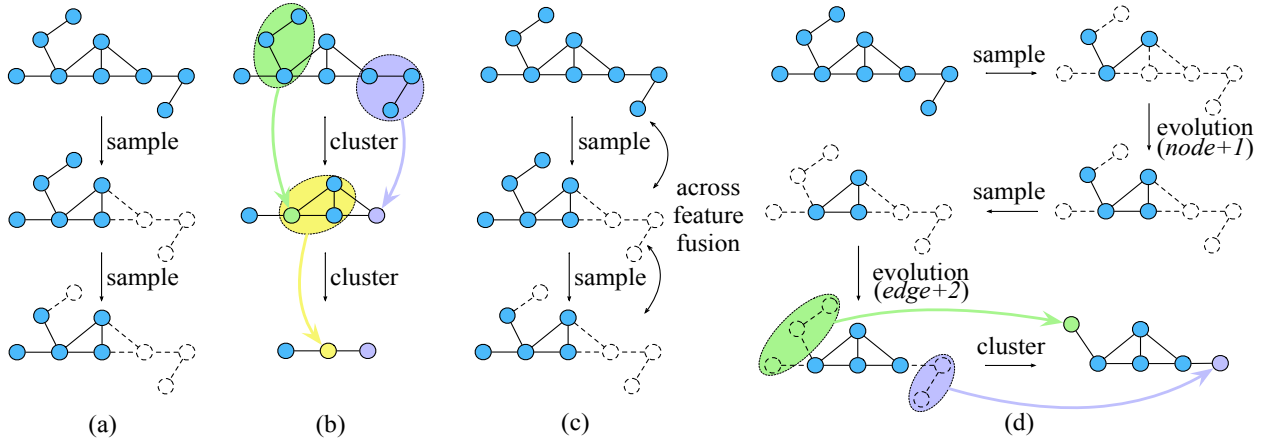 sample
sample
(a)
cluster
cluster
(b)
sample
sample
across
feature
fusion
(c)
sample
evolution
(node+1)
sample
evolution
(edge+2)
cluster
(d)